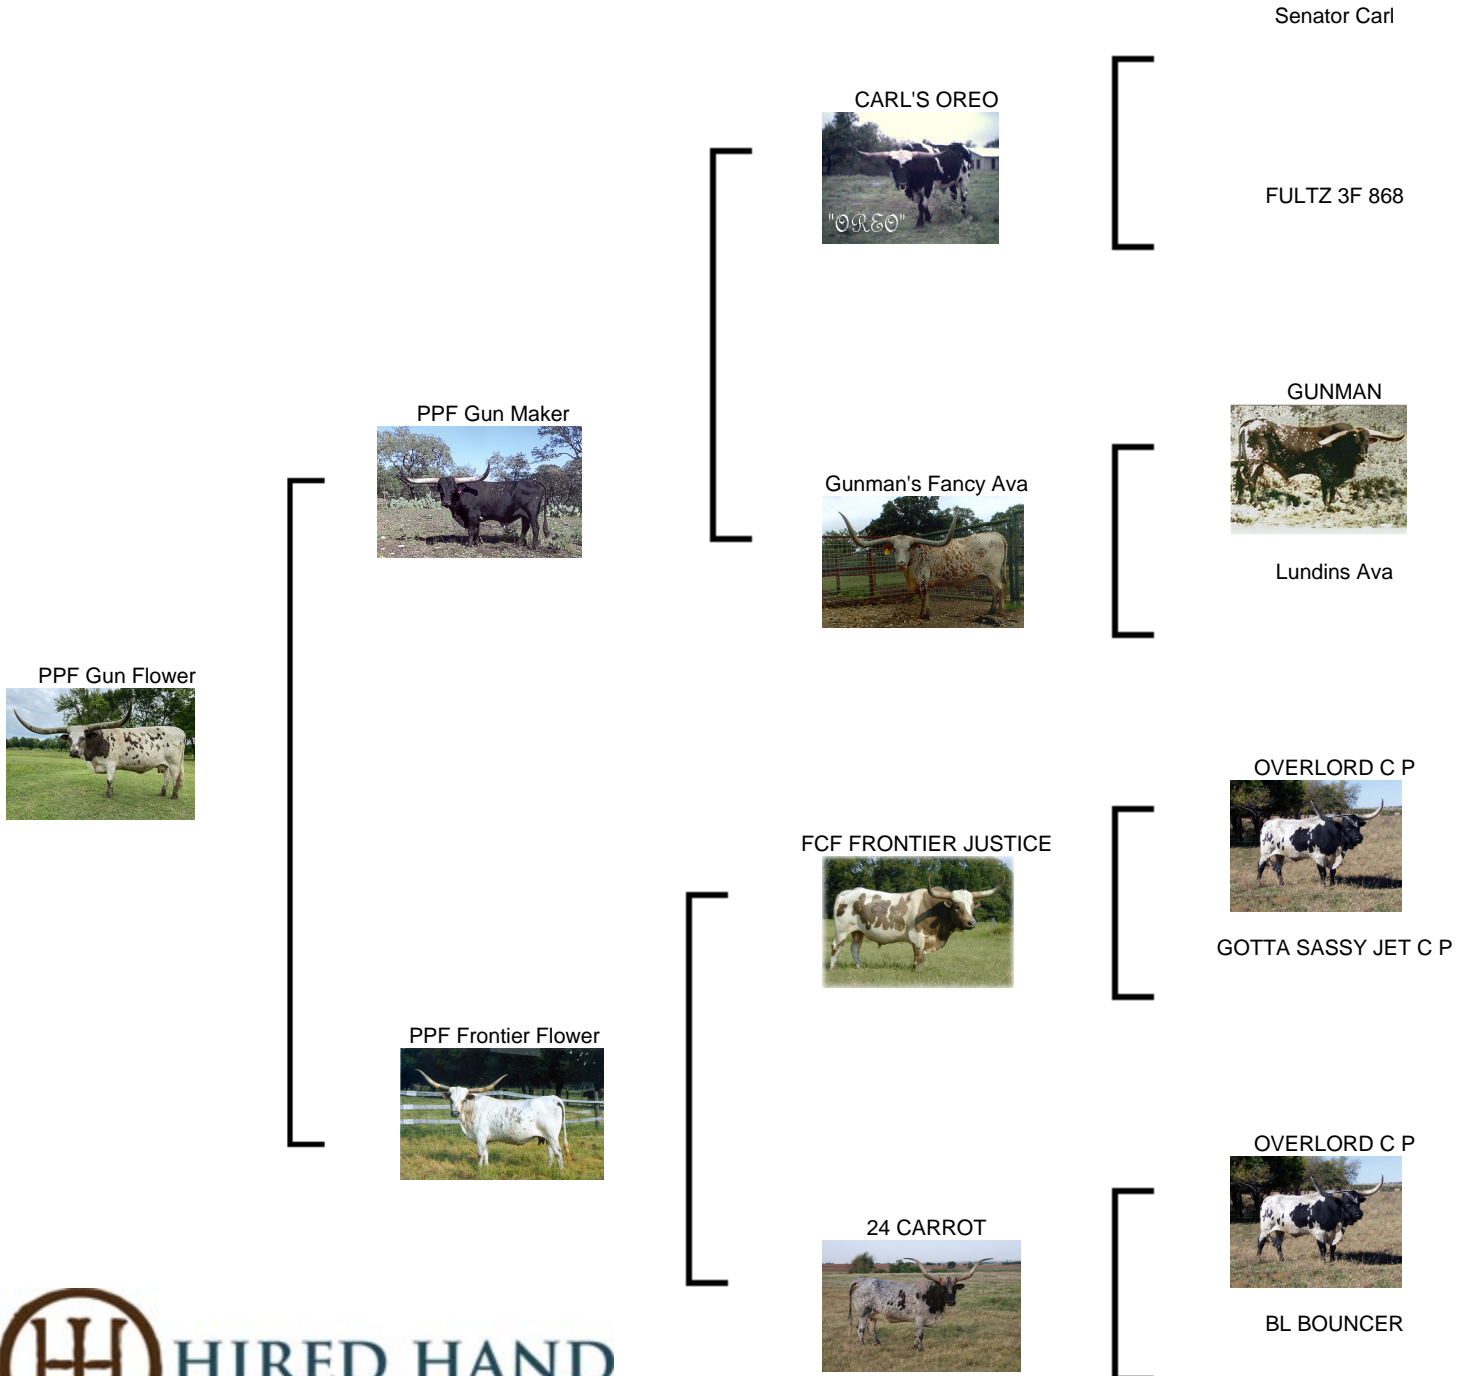 Senator Carl
CARL'S OREO
"OREO"
FULTZ 3F 868
PPF Gun Maker
GUNMAN
Gunman's Fancy Ava
Lundins Ava
PPF Gun Flower
OVERLORD C P
FCF FRONTIER JUSTICE
GOTTA SASSY JET C P
PPF Frontier Flower
OVERLORD C P
24 CARROT
BL BOUNCER
HIRED HAND